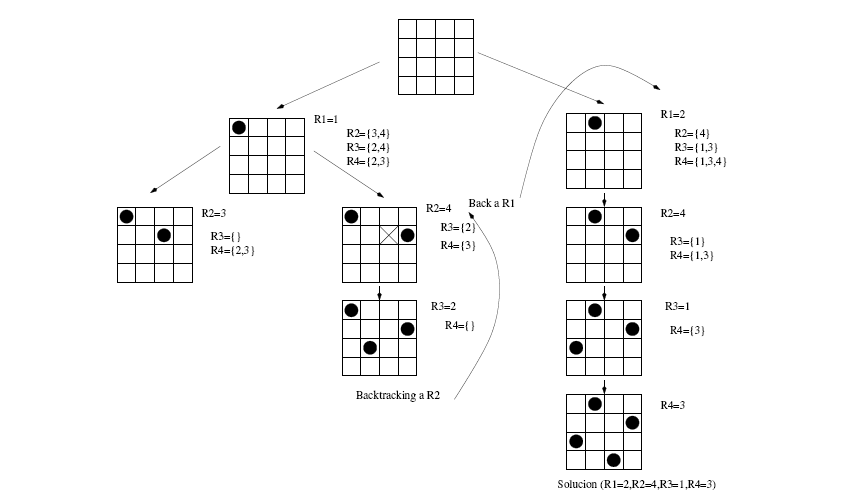 R1=1
R2={3,4}
R3={2,4}
R4={2,3}
R1=2
R2={4}
R3={1,3}
R4={1,3,4}
R2=3
R3={}
R4={2,3}
R2=4
R3={2}
R4={3}
Back a R1
R2=4
R3={1}
R4={1,3}
R3=2
R4={}
R3=1
R4={3}
Backtracking a R2
R4=3
Solucion (R1=2,R2=4,R3=1,R4=3)